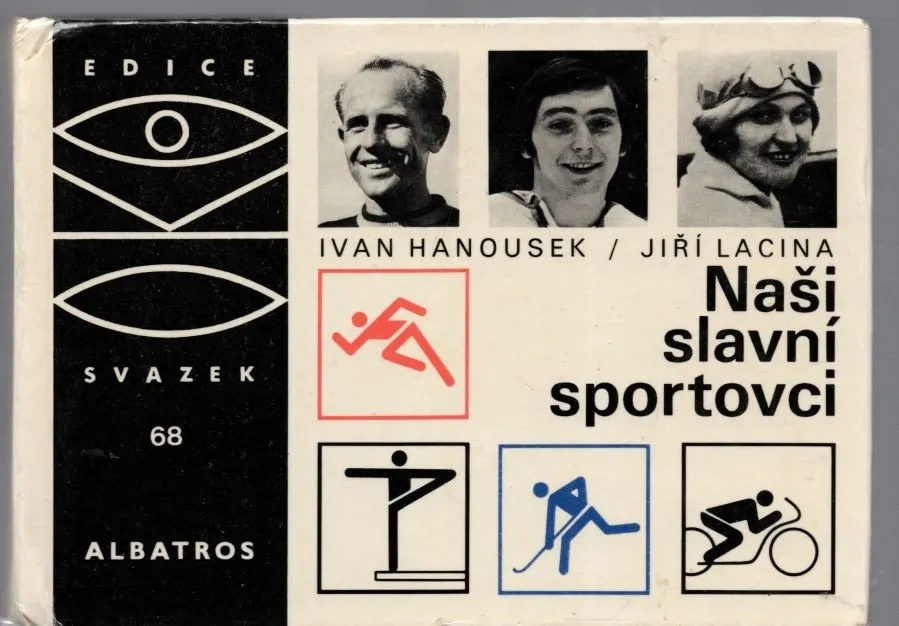 EDICE
SVAZEK
68
ALBATROS
IVAN HANOUSEK / JIŘÍ LACINA
Naši
slavní
sportovci